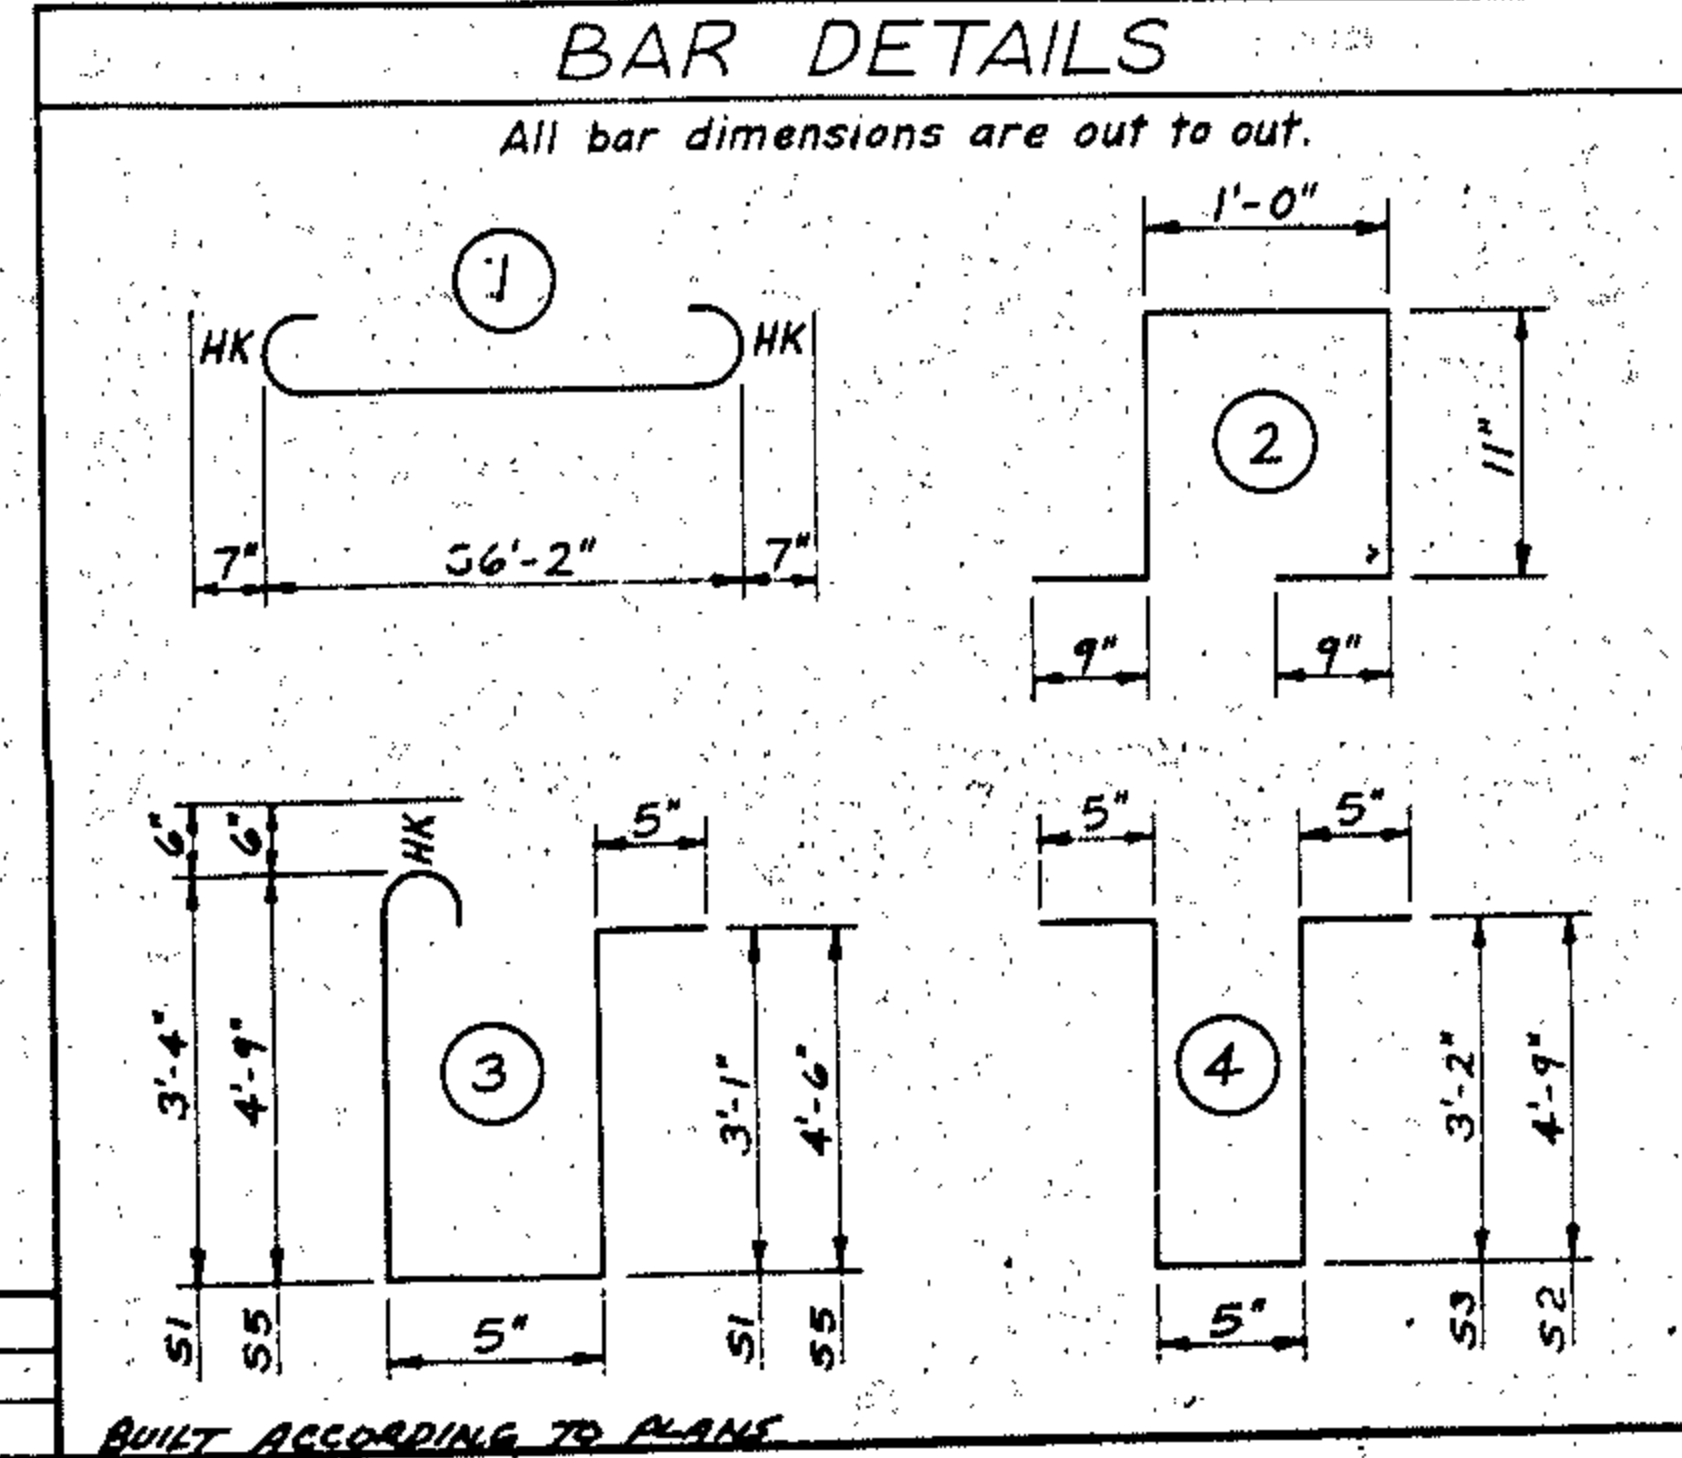 BAR DETAILS
All bar dimensions are out to out.
1
HK
HK
7"
56'-2"
7"
1'-0"
2
11"
9"
9"
6"
6"
HK
5"
3'-4"
4'-9"
3
3'-1"
4'-6"
S1
S5
5"
S1
S5
5"
5"
4
3'-2"
4'-9"
5"
S3
S2
BUILT ACCORDING TO PLANS